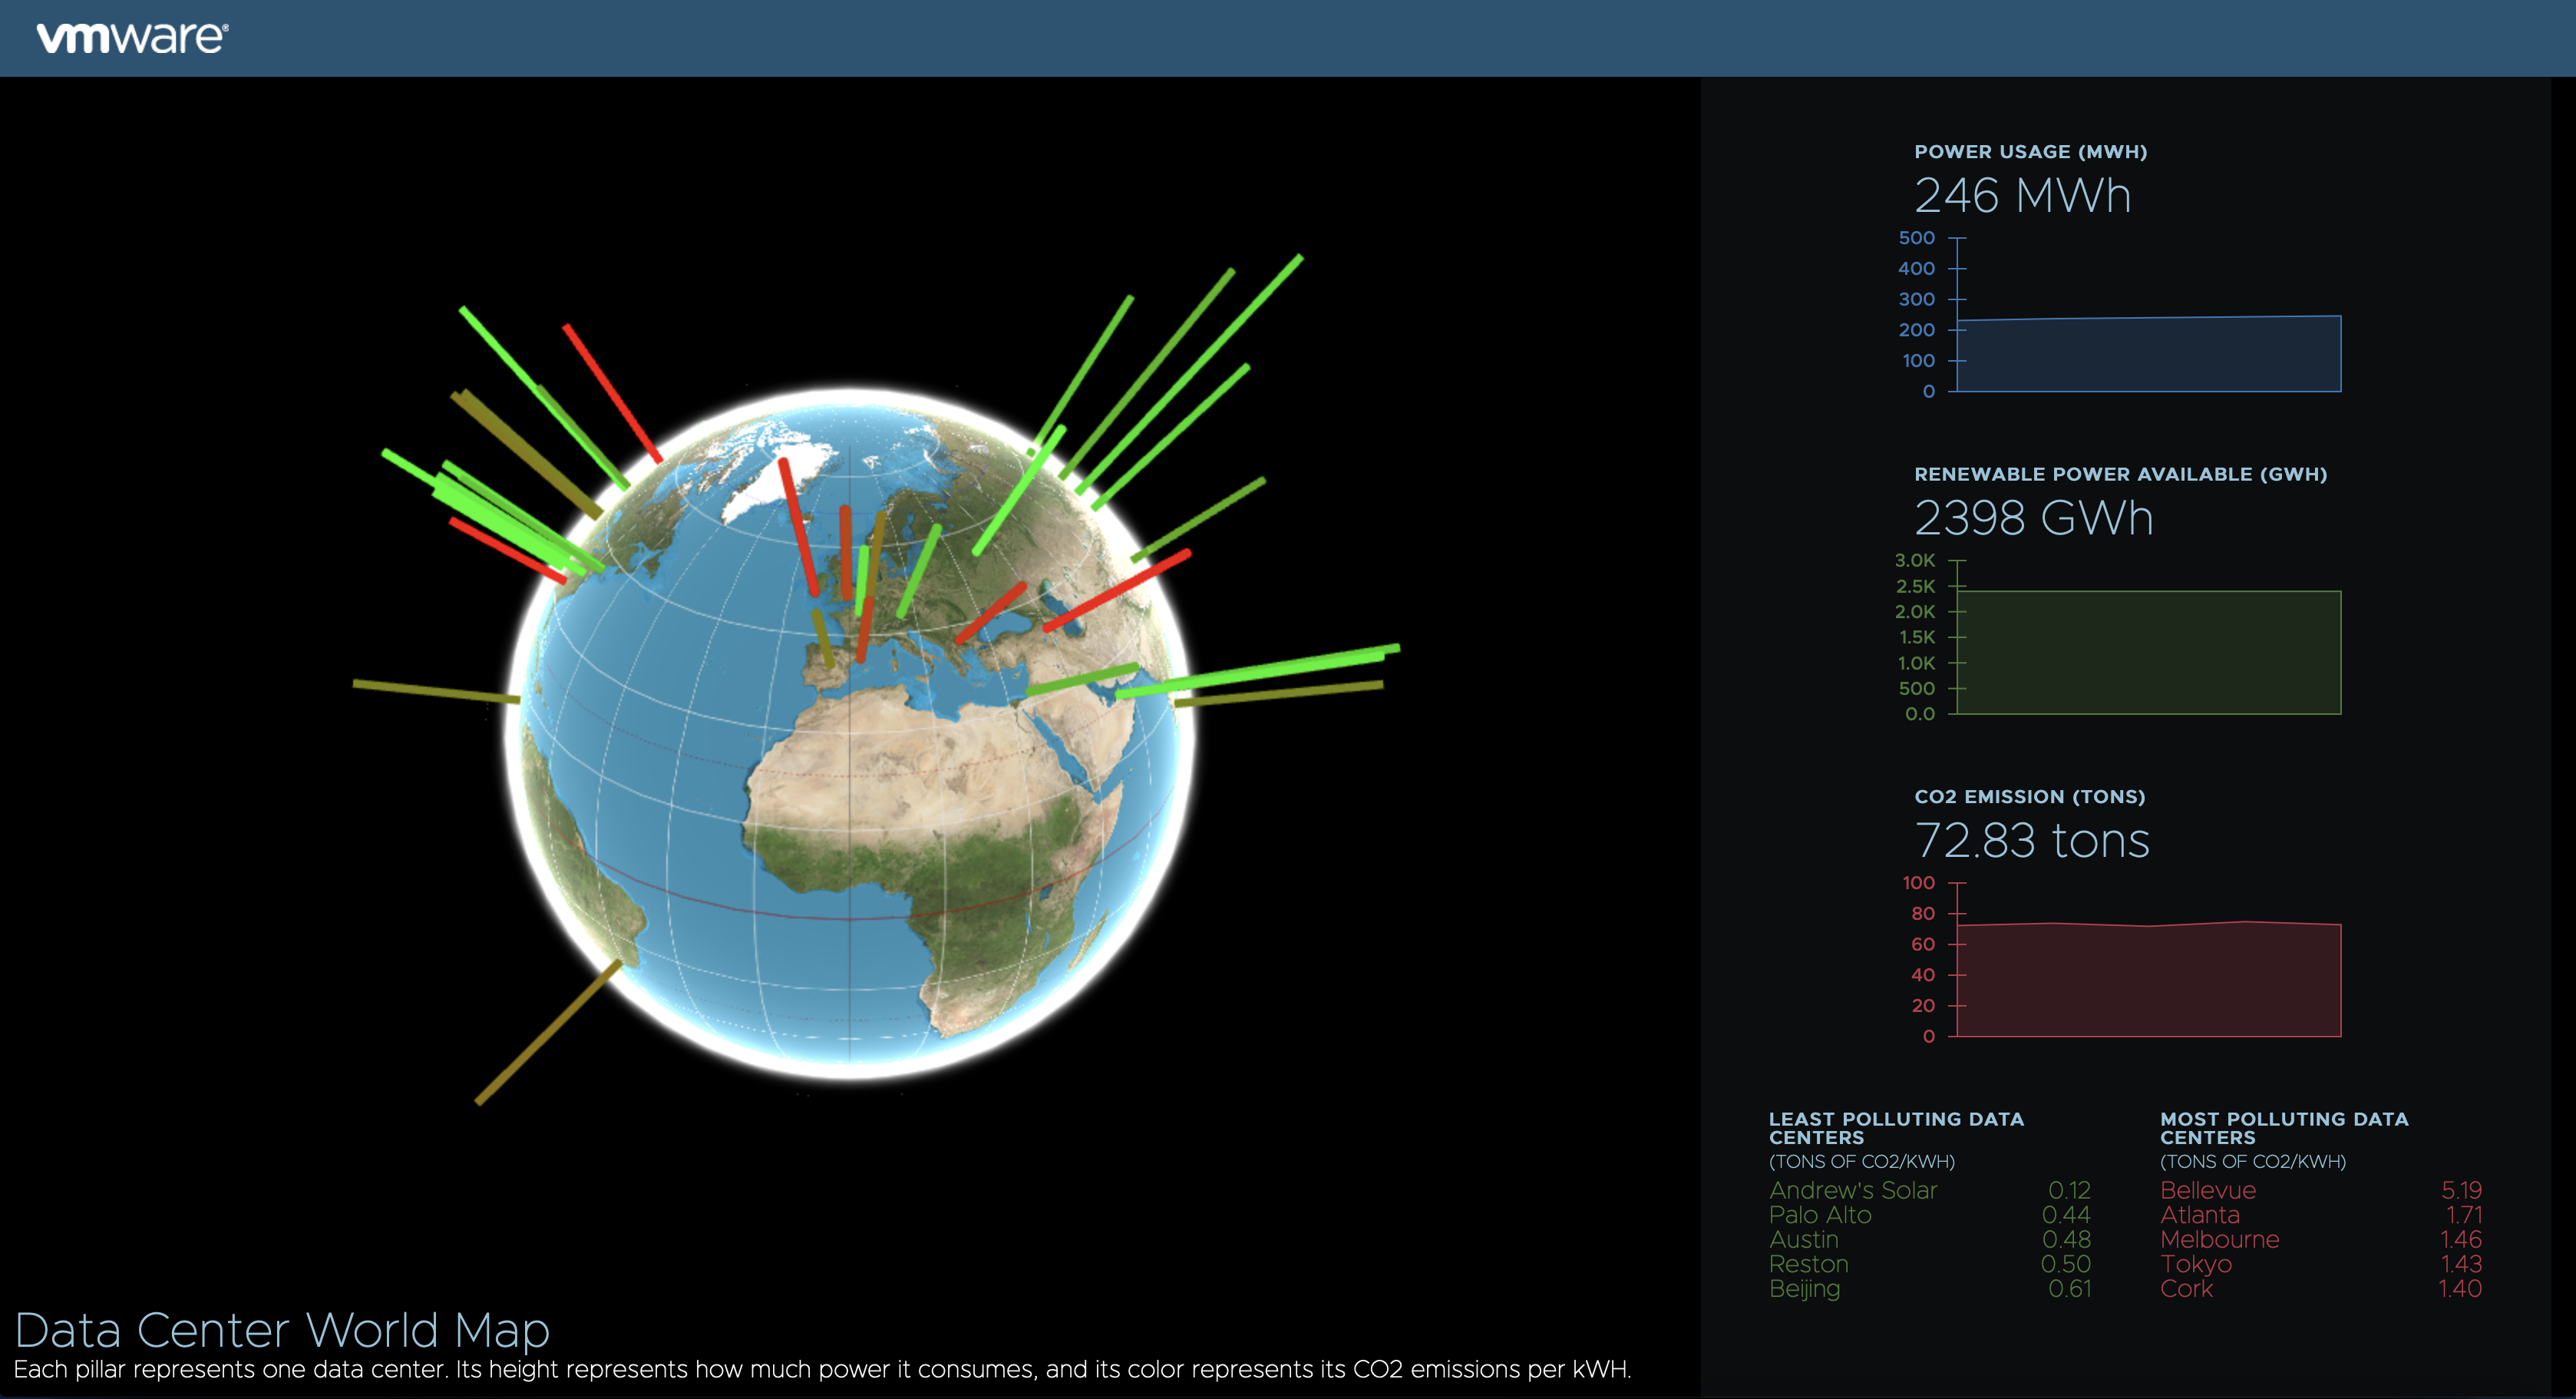 vmware®
POWER USAGE (MWH)
246 MWh
500
400
300
200
100
0
RENEWABLE POWER AVAILABLE (GWH)
2398 GWh
3.0K
2.5K
2.0K
1.5K
1.0K
500
0.0
CO2 EMISSION (TONS)
72.83 tons
100
80
60
40
20
0
LEAST POLLUTING DATA
CENTERS
(TONS OF CO2/KWH)
Andrew's Solar 0.12
Palo Alto 0.44
Austin 0.48
Reston 0.50
Beijing 0.61
MOST POLLUTING DATA
CENTERS
(TONS OF CO2/KWH)
Bellevue 5.19
Atlanta 1.71
Melbourne 1.46
Tokyo 1.43
Cork 1.40
Data Center World Map
Each pillar represents one data center. Its height represents how much power it consumes, and its color represents its CO2 emissions per kWH.